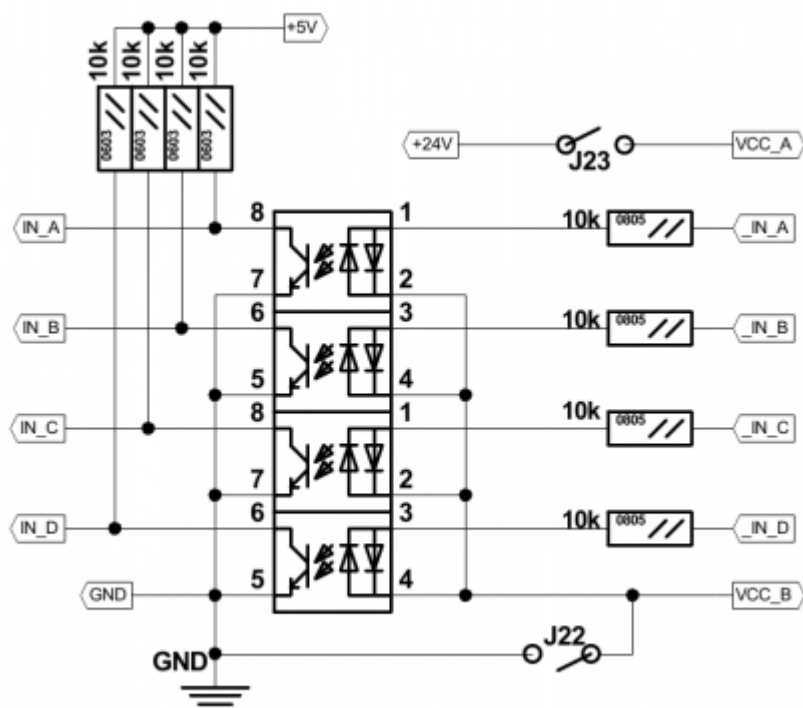 +5V
10k 10k 10k 10k
0603 0603 0603 0603
+24V J23 VCC_A
IN_A 8 1 10k 0805 _IN_A
7 2
IN_B 6 3 10k 0805 _IN_B
5 4
IN_C 8 1 10k 0805 _IN_C
7 2
IN_D 6 3 10k 0805 _IN_D
GND 5 4 VCC_B
J22
GND